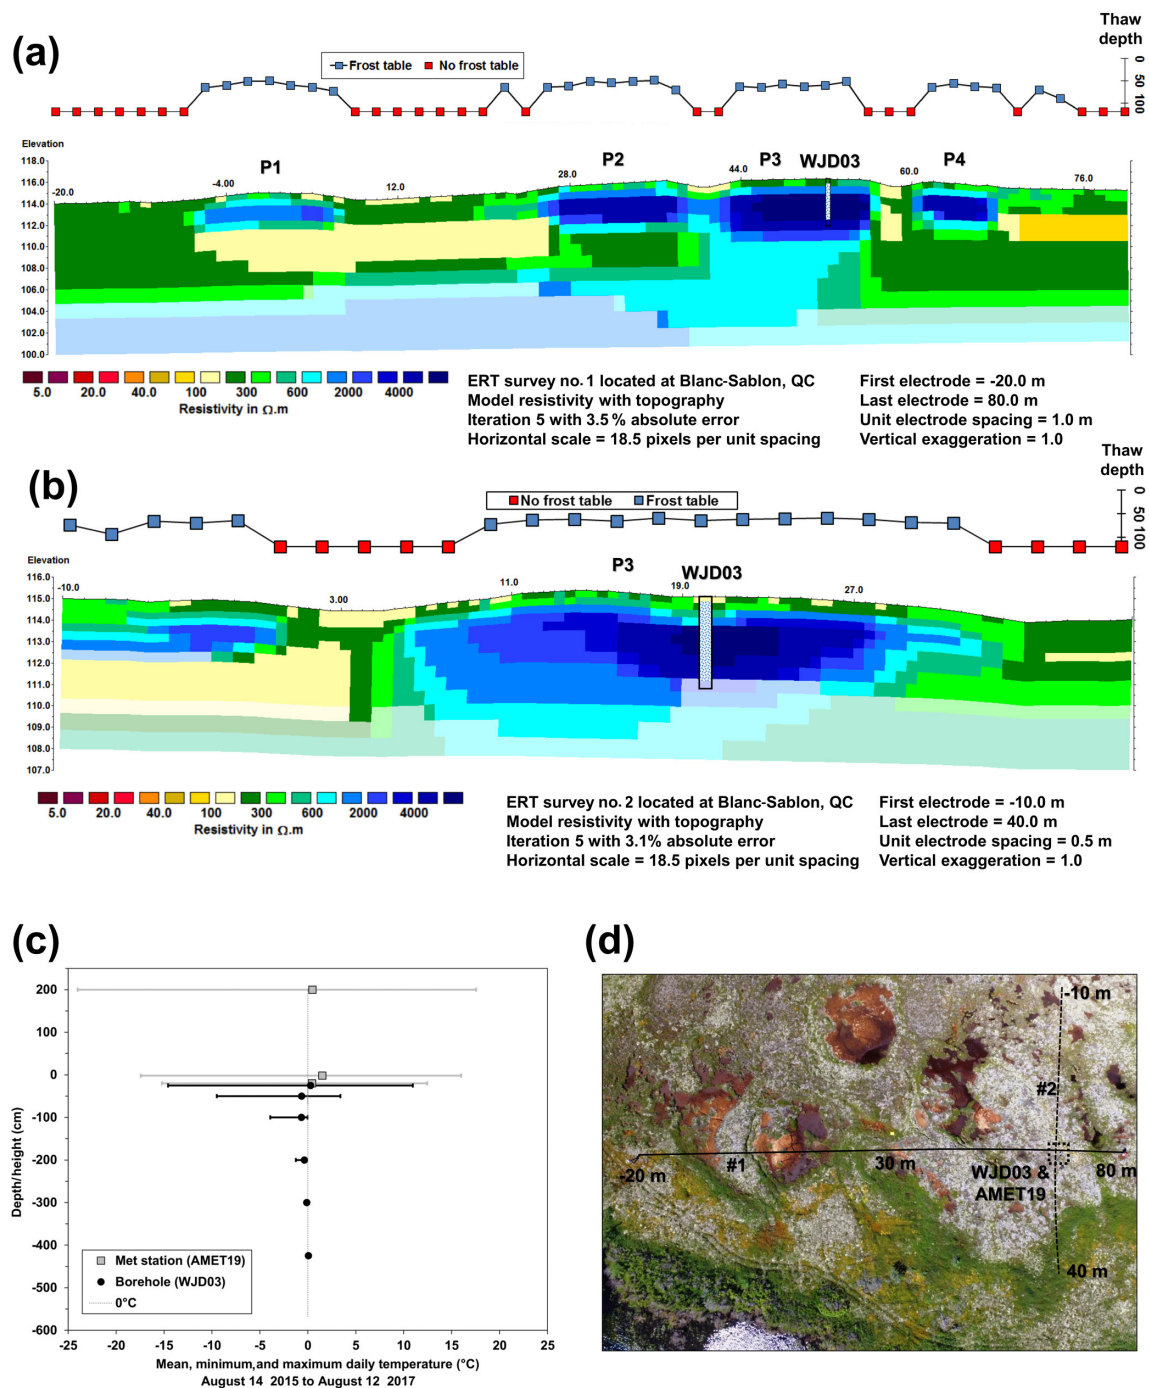 (a)
Thaw
depth
0
50
100
Frost table
No frost table
Elevation
118.0
116.0
114.0
112.0
110.0
108.0
106.0
104.0
102.0
100.0
P1
P2
P3
WJD03
P4
-20.0
-4.00
12.0
28.0
44.0
60.0
76.0
5.0
20.0
40.0
100
300
600
2000
4000
Resistivity in Ω.m
ERT survey no. 1 located at Blanc-Sablon, QC
Model resistivity with topography
Iteration 5 with 3.5 % absolute error
Horizontal scale = 18.5 pixels per unit spacing
First electrode = -20.0 m
Last electrode = 80.0 m
Unit electrode spacing = 1.0 m
Vertical exaggeration = 1.0
(b)
Thaw
depth
0
50
100
No frost table
Frost table
Elevation
116.0
115.0
114.0
113.0
112.0
111.0
110.0
109.0
108.0
107.0
P3
WJD03
-10.0
3.00
11.0
19.0
27.0
5.0
20.0
40.0
100
300
600
2000
4000
Resistivity in Ω.m
ERT survey no. 2 located at Blanc-Sablon, QC
Model resistivity with topography
Iteration 5 with 3.1% absolute error
Horizontal scale = 18.5 pixels per unit spacing
First electrode = -10.0 m
Last electrode = 40.0 m
Unit electrode spacing = 0.5 m
Vertical exaggeration = 1.0
(c)
Depth/height (cm)
200
100
0
-100
-200
-300
-400
-500
-600
Met station (AMET19)
Borehole (WJD03)
0°C
-25
-20
-15
-10
-5
0
5
10
15
20
25
Mean, minimum,and maximum daily temperature (°C)
August 14 2015 to August 12 2017
(d)
-10 m
#2
-20 m
#1
30 m
WJD03 &
AMET19
80 m
40 m